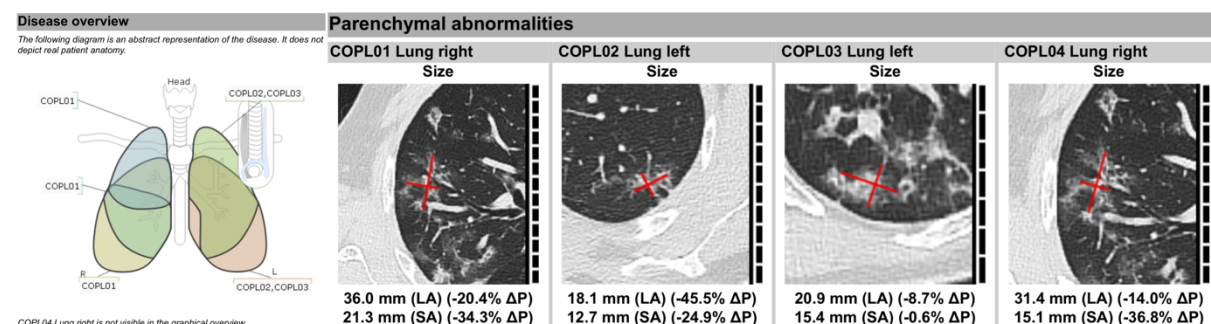 Disease overview
The following diagram is an abstract representation of the disease. It does not
depict real patient anatomy.
Head
COPL01
COPL02,COPL03
COPL01
R
L
COPL01
COPL02,COPL03
COPL04 Lung right is not visible in the graphical overview
Parenchymal abnormalities
COPL01 Lung right
COPL02 Lung left
COPL03 Lung left
COPL04 Lung right
Size
Size
Size
Size
36.0 mm (LA) (-20.4% ΔP)
21.3 mm (SA) (-34.3% ΔP)
18.1 mm (LA) (-45.5% ΔP)
12.7 mm (SA) (-24.9% ΔP)
20.9 mm (LA) (-8.7% ΔP)
15.4 mm (SA) (-0.6% ΔP)
31.4 mm (LA) (-14.0% ΔP)
15.1 mm (SA) (-36.8% ΔP)